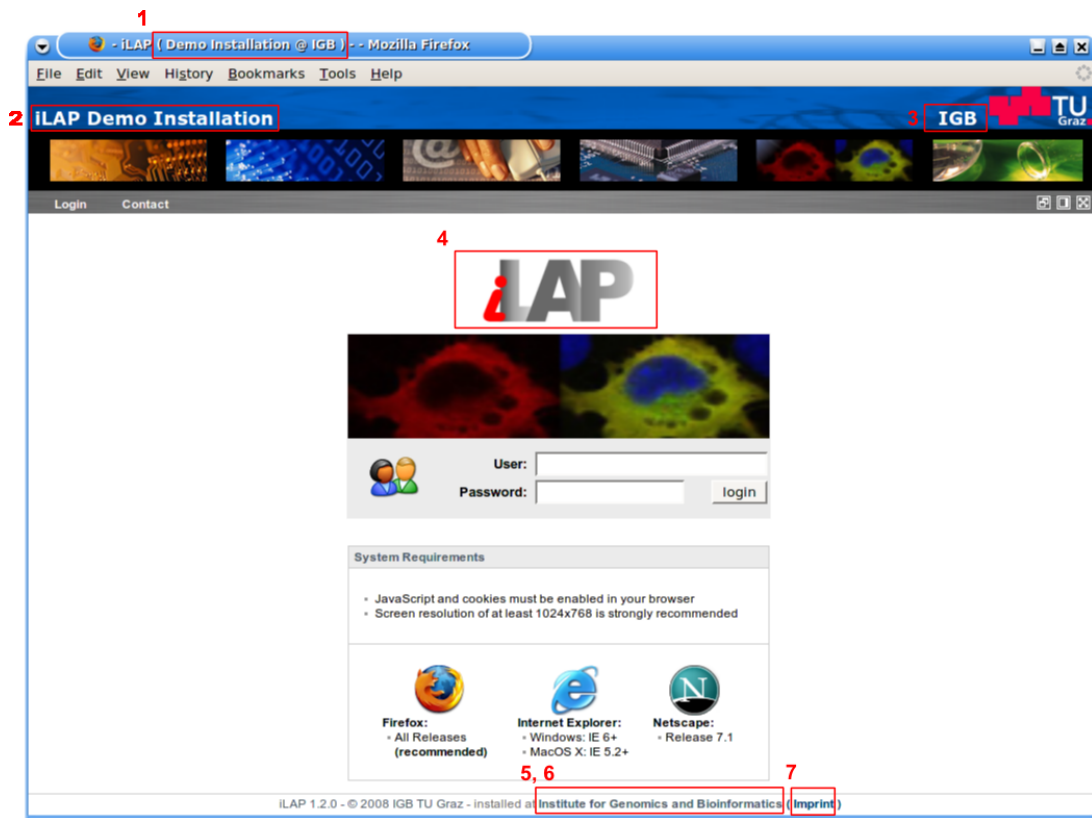 1
- iLAP ( Demo Installation @ IGB ) - - Mozilla Firefox
File Edit View History Bookmarks Tools Help
2 iLAP Demo Installation
3 IGB
TU Graz
Login Contact
4
iLAP
User:
Password:
login
System Requirements
JavaScript and cookies must be enabled in your browser
Screen resolution of at least 1024x768 is strongly recommended
Firefox: Internet Explorer: Netscape:
All Releases Windows: IE 6+ Release 7.1
(recommended) MacOS X: IE 5.2+
5, 6 7
iLAP 1.2.0 - © 2008 IGB TU Graz - installed at Institute for Genomics and Bioinformatics ( Imprint )